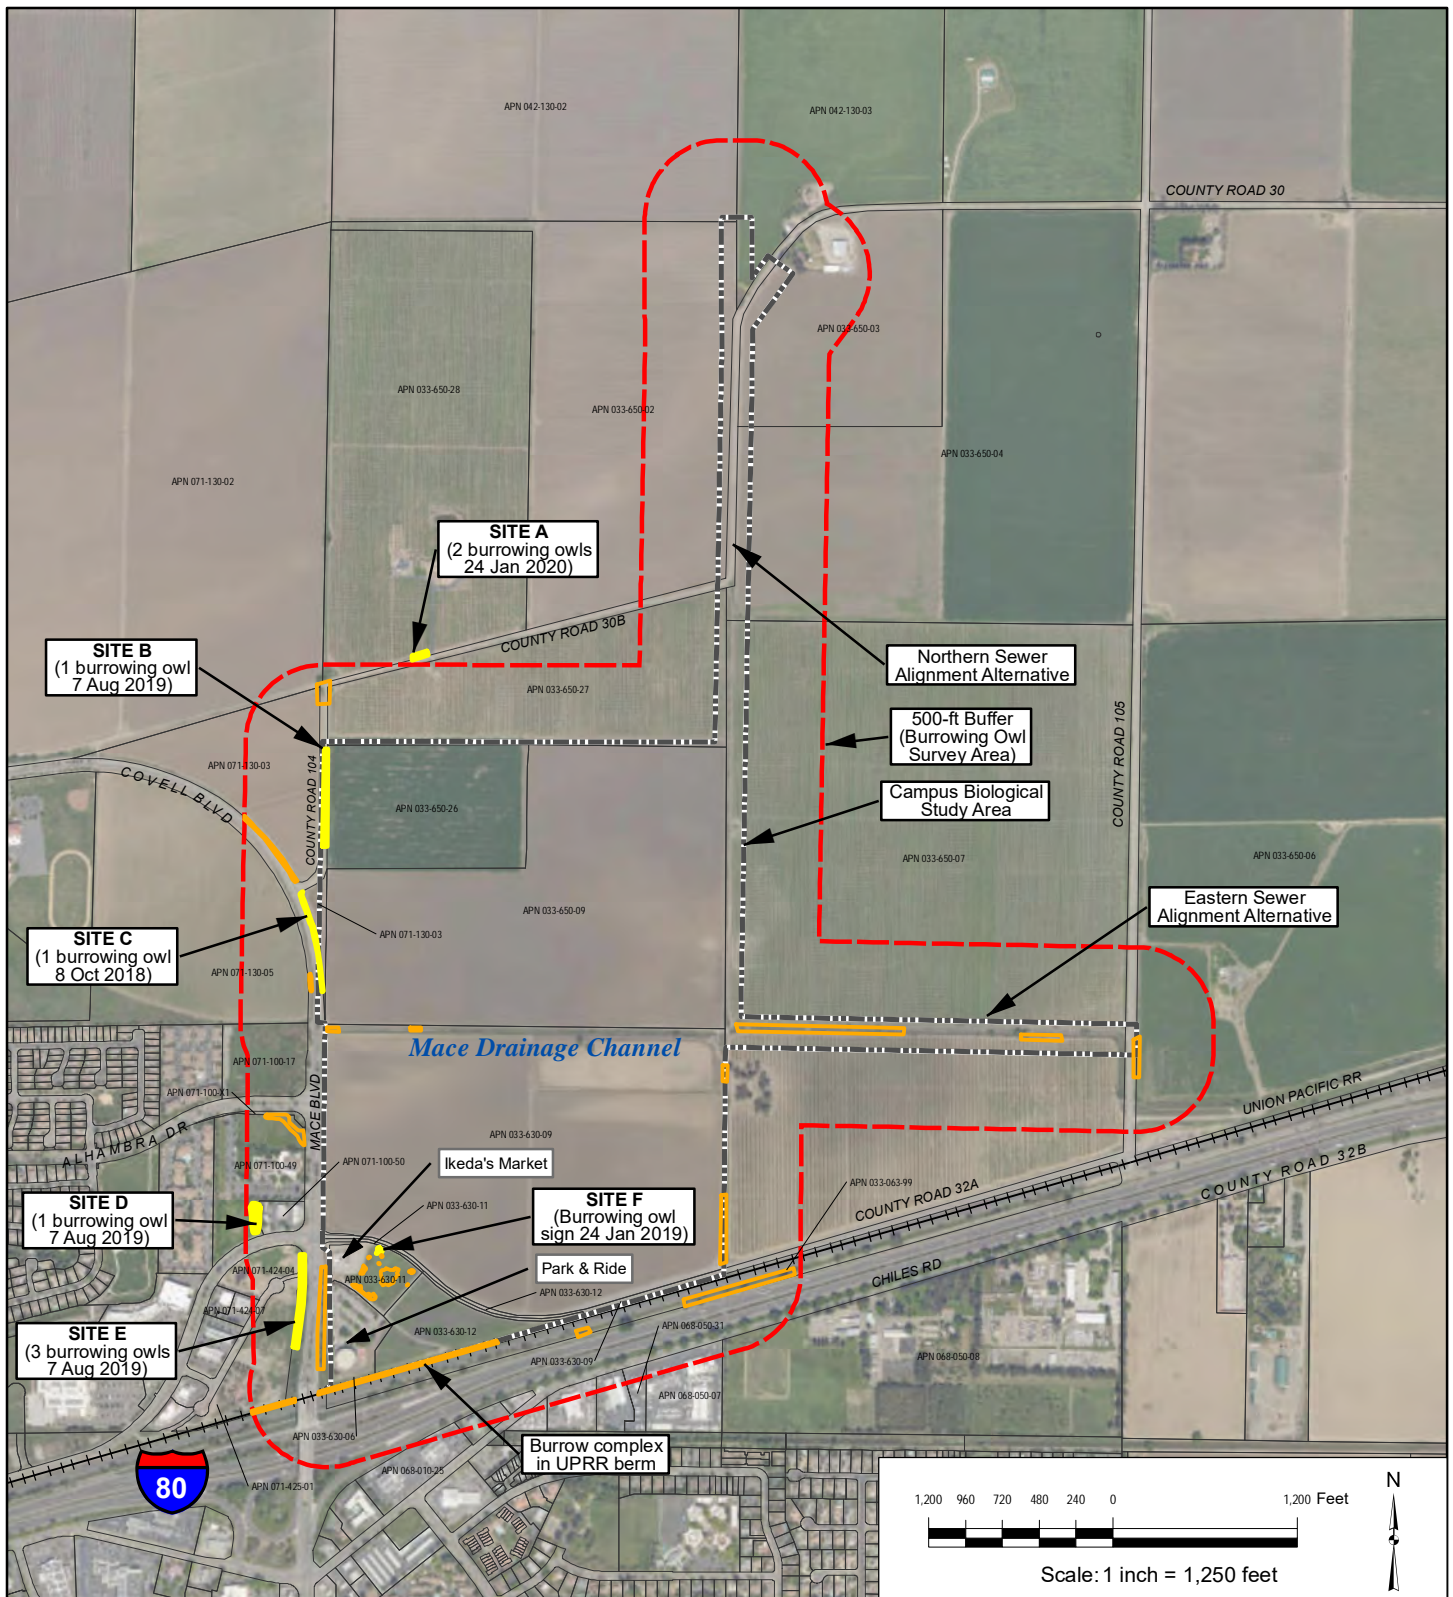 APN 042-130-02
APN 042-130-03
COUNTY ROAD 30
APN 033-650-03
APN 033-650-28
APN 033-650-02
APN 033-650-04
APN 071-130-02
SITE A
(2 burrowing owls
24 Jan 2020)
COUNTY ROAD 30B
SITE B
(1 burrowing owl
7 Aug 2019)
Northern Sewer
Alignment Alternative
APN 033-650-27
500-ft Buffer
(Burrowing Owl
Survey Area)
COUNTY ROAD 105
APN 071-130-03
COVELL BLVD
COUNTY ROAD 104
APN 033-650-26
Campus Biological
Study Area
APN 033-650-07
APN 033-650-06
Eastern Sewer
Alignment Alternative
APN 033-650-09
APN 071-130-03
SITE C
(1 burrowing owl
8 Oct 2018)
APN 071-130-05
Mace Drainage Channel
APN 071-100-17
APN 071-100-X1
MACE BLVD
UNION PACIFIC RR
ALHAMBRA DR
APN 033-630-09
COUNTY ROAD 32B
APN 071-100-49
APN 071-100-50
Ikeda's Market
APN 033-063-99
COUNTY ROAD 32A
SITE D
(1 burrowing owl
7 Aug 2019)
APN 033-630-11
SITE F
(Burrowing owl
sign 24 Jan 2019)
APN 071-424-04
APN 033-630-11
Park & Ride
CHILES RD
APN 033-630-12
APN 071-424-07
SITE E
(3 burrowing owls
7 Aug 2019)
APN 033-630-12
APN 068-050-31
APN 033-630-09
APN 068-050-08
APN 068-050-07
APN 033-630-06
Burrow complex
in UPRR berm
APN 068-010-25
APN 071-425-01
80
N
1,200 960 720 480 240 0 1,200 Feet
Scale: 1 inch = 1,250 feet